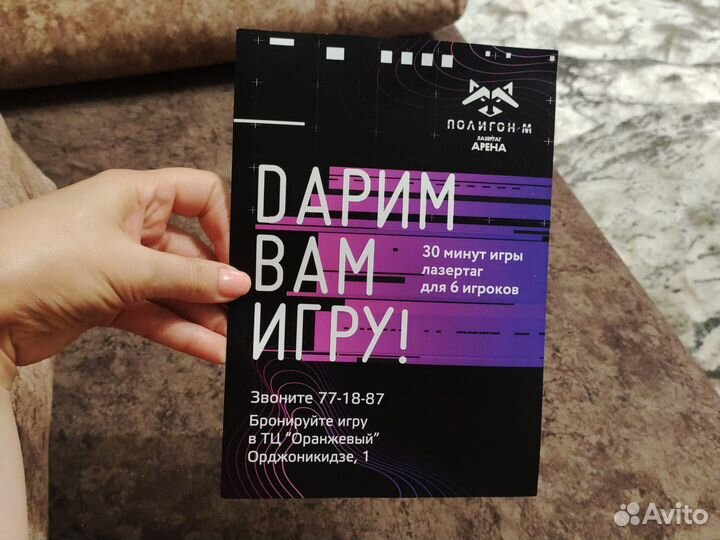 ПОЛИГОН-М
ЛАЗЕРТАГ
АРЕНА
DАРИМ
ВАМ
ИГРУ!
30 минут игры
лазертаг
для 6 игроков
Звоните 77-18-87
Бронируйте игру
в ТЦ "Оранжевый"
Орджоникидзе, 1
Avito